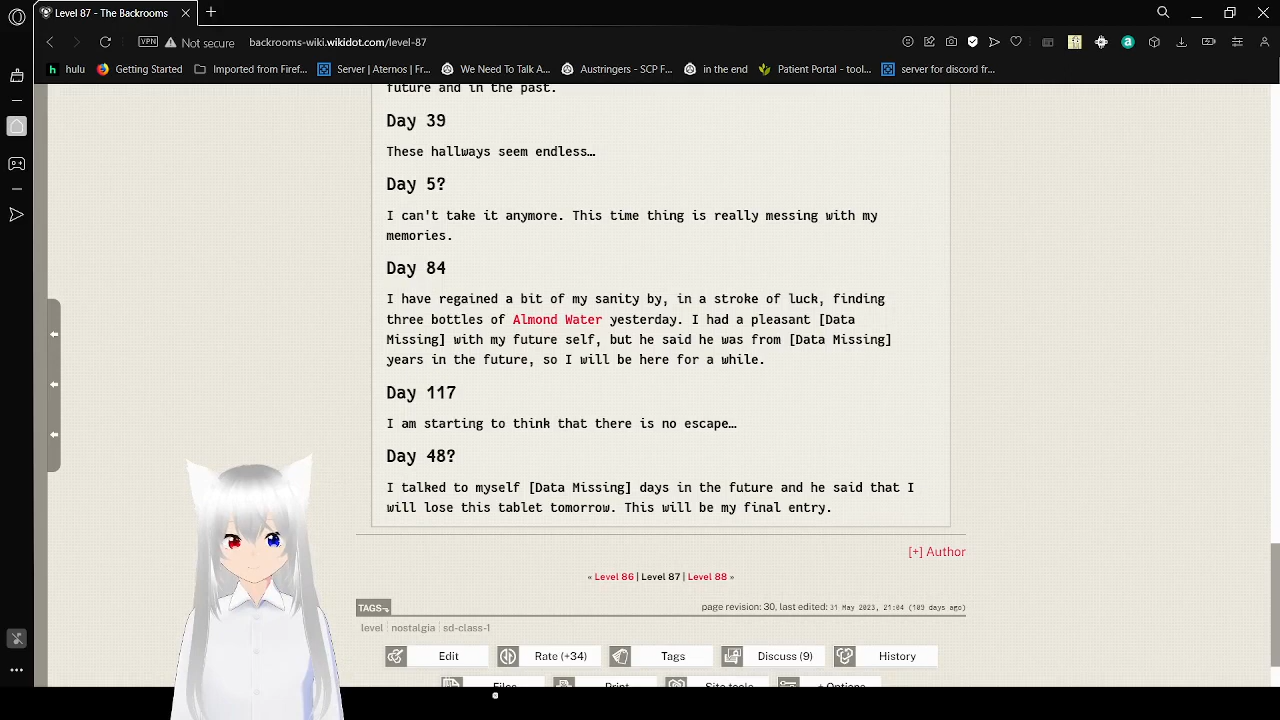 Level 87 - The Backrooms
VPN
Not secure
backrooms-wiki.wikidot.com/level-87
hulu
Getting Started
Imported from Firef...
Server | Aternos | Fr...
We Need To Talk A...
Austringers - SCP F...
in the end
Patient Portal - tool...
server for discord fr...
future and in the past.
Day 39
These hallways seem endless…
Day 5?
I can't take it anymore. This time thing is really messing with my
memories.
Day 84
I have regained a bit of my sanity by, in a stroke of luck, finding
three bottles of Almond Water yesterday. I had a pleasant [Data
Missing] with my future self, but he said he was from [Data Missing]
years in the future, so I will be here for a while.
Day 117
I am starting to think that there is no escape…
Day 48?
I talked to myself [Data Missing] days in the future and he said that I
will lose this tablet tomorrow. This will be my final entry.
[+] Author
« Level 86 | Level 87 | Level 88 »
TAGS
page revision: 30, last edited: 31 May 2023, 21:04 (109 days ago)
level nostalgia sd-class-1
Edit
Rate (+34)
Tags
Discuss (9)
History
Files
Print
Site tools
+ Options